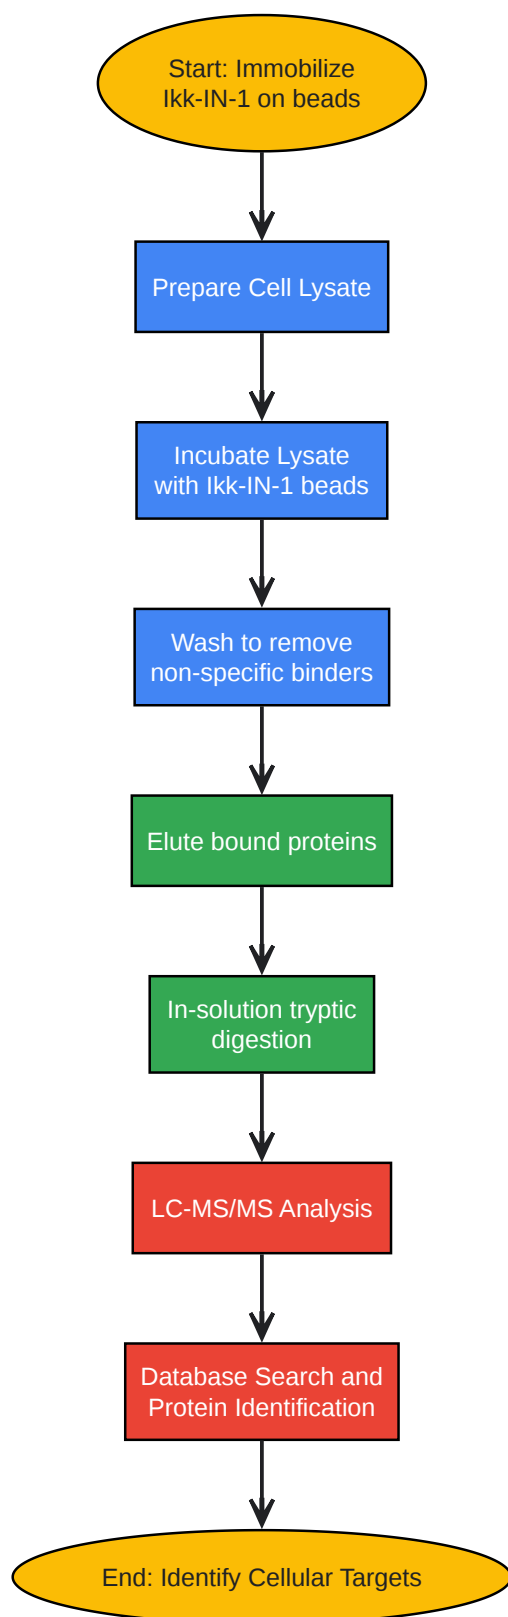 Start: Immobilize
Ikk-IN-1 on beads
Prepare Cell Lysate
Incubate Lysate
with Ikk-IN-1 beads
Wash to remove
non-specific binders
Elute bound proteins
In-solution tryptic
digestion
LC-MS/MS Analysis
Database Search and
Protein Identification
End: Identify Cellular Targets